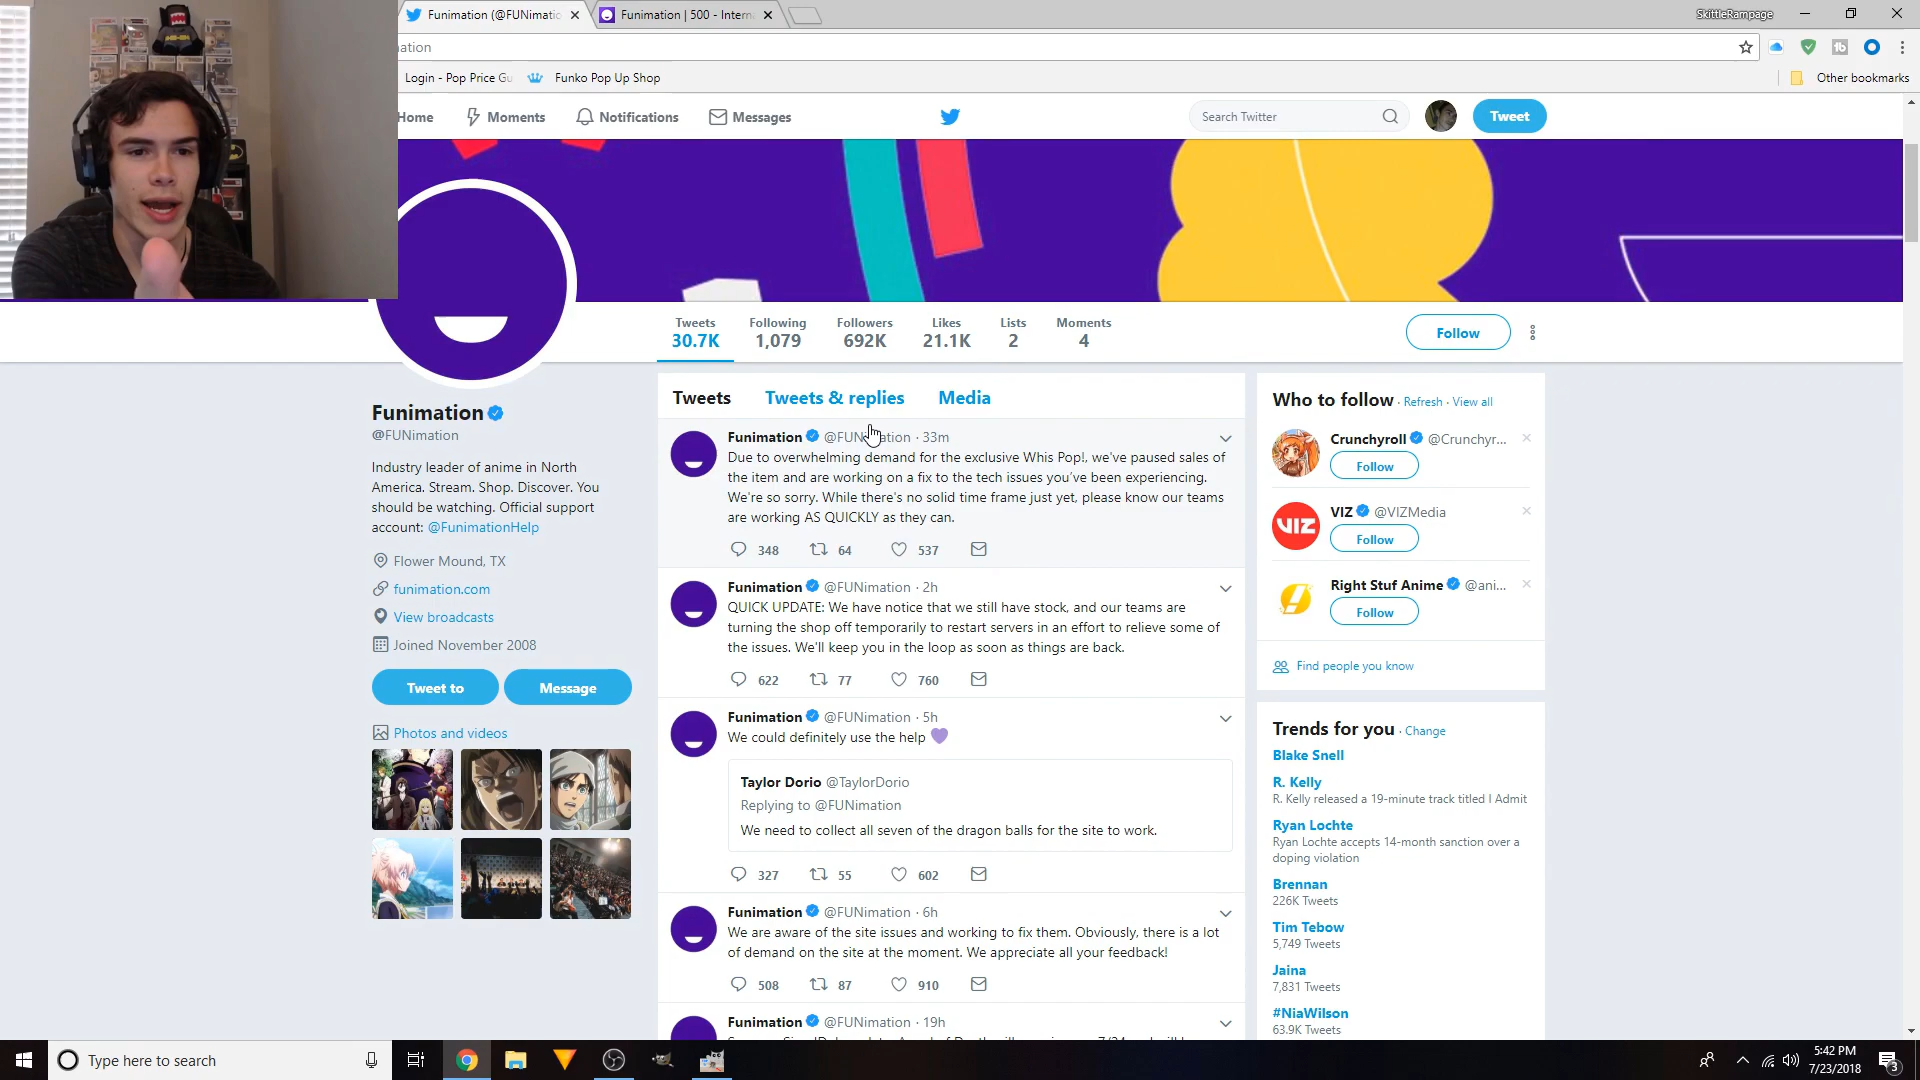 Funimation (@FUNimatio
Funimation | 500 - Intern
SkittleRampage
ation
Login - Pop Price Gu
Funko Pop Up Shop
Other bookmarks
Home
Moments
Notifications
Messages
Search Twitter
Tweet
Tweets
30.7K
Following
1,079
Followers
692K
Likes
21.1K
Lists
2
Moments
4
Follow
Funimation
@FUNimation
Industry leader of anime in North
America. Stream. Shop. Discover. You
should be watching. Official support
account: @FunimationHelp
Flower Mound, TX
funimation.com
View broadcasts
Joined November 2008
Tweet to
Message
Photos and videos
Tweets
Tweets & replies
Media
Funimation @FUNimation · 33m
Due to overwhelming demand for the exclusive Whis Pop!, we've paused sales of
the item and are working on a fix to the tech issues you've been experiencing.
We're so sorry. While there's no solid time frame just yet, please know our teams
are working AS QUICKLY as they can.
348 64 537
Funimation @FUNimation · 2h
QUICK UPDATE: We have notice that we still have stock, and our teams are
turning the shop off temporarily to restart servers in an effort to relieve some of
the issues. We'll keep you in the loop as soon as things are back.
622 77 760
Funimation @FUNimation · 5h
We could definitely use the help
Taylor Dorio @TaylorDorio
Replying to @FUNimation
We need to collect all seven of the dragon balls for the site to work.
327 55 602
Funimation @FUNimation · 6h
We are aware of the site issues and working to fix them. Obviously, there is a lot
of demand on the site at the moment. We appreciate all your feedback!
508 87 910
Funimation @FUNimation · 19h
Who to follow · Refresh · View all
Crunchyroll @Crunchyr...
Follow
VIZ
VIZ @VIZMedia
Follow
Right Stuf Anime @ani...
Follow
Find people you know
Trends for you · Change
Blake Snell
R. Kelly
R. Kelly released a 19-minute track titled I Admit
Ryan Lochte
Ryan Lochte accepts 14-month sanction over a
doping violation
Brennan
226K Tweets
Tim Tebow
5,749 Tweets
Jaina
7,831 Tweets
#NiaWilson
63.9K Tweets
Type here to search
5:42 PM
7/23/2018
3